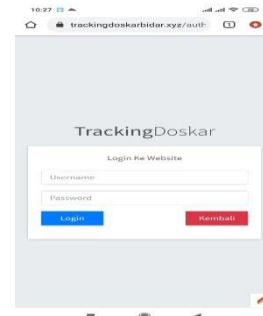 10:27
trackingdoskarbidar.xyz/auth
TrackingDoskar
Login Ke Website
Username
Password
Login
Kembali